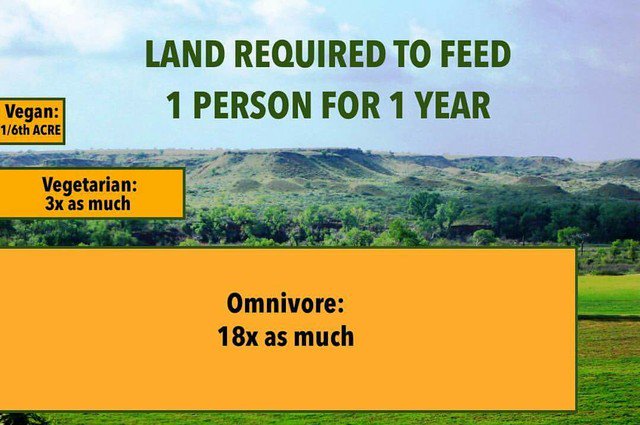 LAND REQUIRED TO FEED
1 PERSON FOR 1 YEAR
Vegan:
1/6th ACRE
Vegetarian:
3x as much
Omnivore:
18x as much